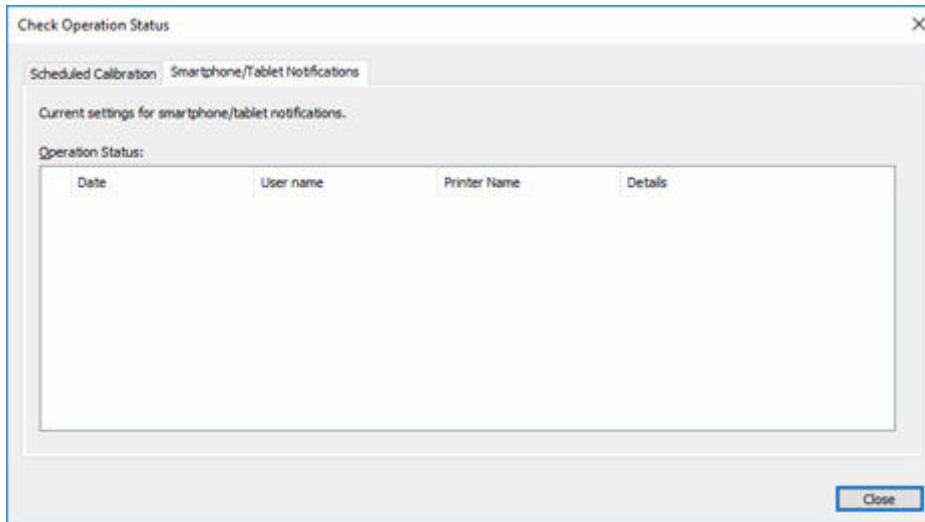 Check Operation Status
Scheduled Calibration Smartphone/Tablet Notifications
Current settings for smartphone/tablet notifications.
Operation Status:
Date User name Printer Name Details
Close